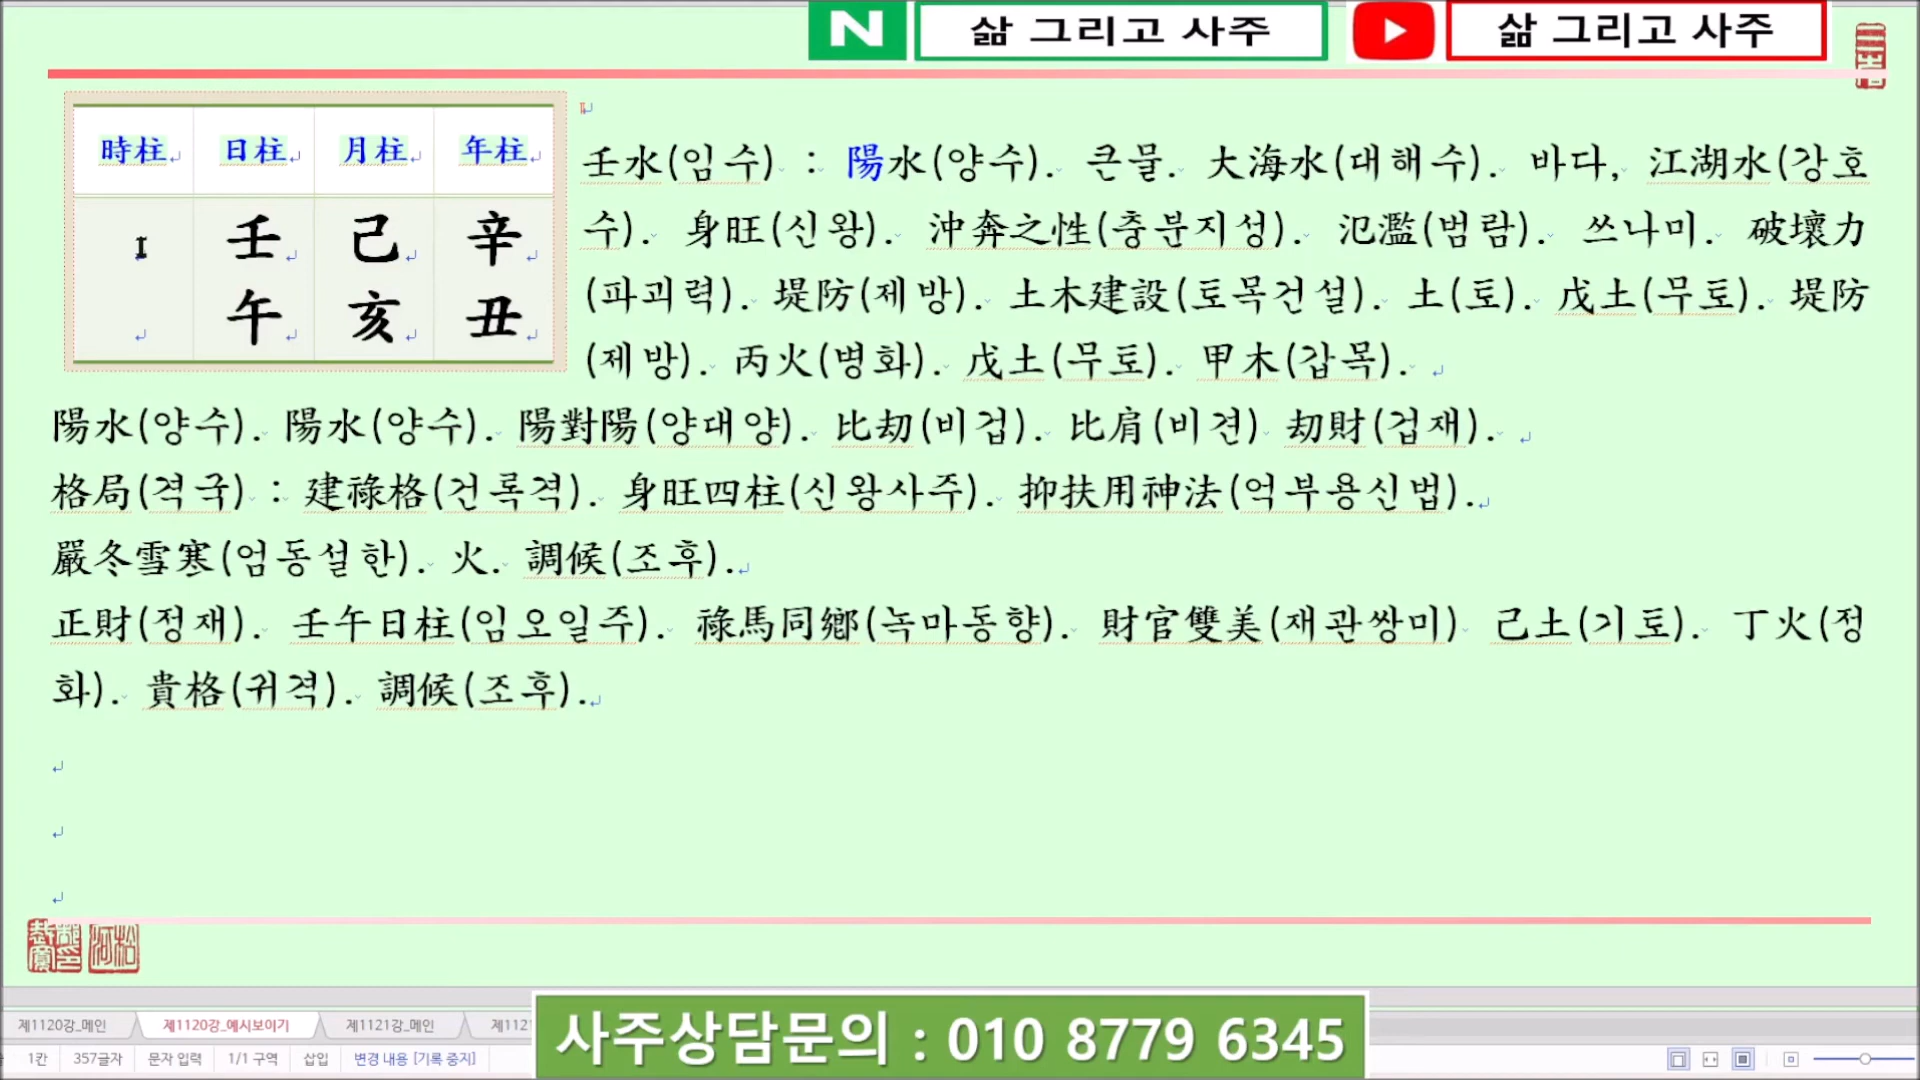 N 삶 그리고 사주 삶 그리고 사주
時柱 日柱 月柱 年柱
壬 己 辛
午 亥 丑
壬水(임수) : 陽水(양수). 큰물. 大海水(대해수). 바다, 江湖水(강호
수). 身旺(신왕). 沖奔之性(충분지성). 氾濫(범람). 쓰나미. 破壞力
(파괴력). 堤防(제방). 土木建設(토목건설). 土(토). 戊土(무토). 堤防
(제방). 丙火(병화). 戊土(무토). 甲木(갑목).
陽水(양수). 陽水(양수). 陽對陽(양대양). 比劫(비겁). 比肩(비견) 劫財(겁재).
格局(격국) : 建祿格(건록격). 身旺四柱(신왕사주). 抑扶用神法(억부용신법).
嚴冬雪寒(엄동설한). 火. 調候(조후).
正財(정재). 壬午日柱(임오일주). 祿馬同鄕(녹마동향). 財官雙美(재관쌍미) 己土(기토). 丁火(정
화). 貴格(귀격). 調候(조후).
제1120강_메인 제1120강_예시보이기 제1121강_메인 제112
사주상담문의 : 010 8779 6345
1칸 357글자 문자 입력 1/1 구역 삽입 변경 내용 [기록 중지]